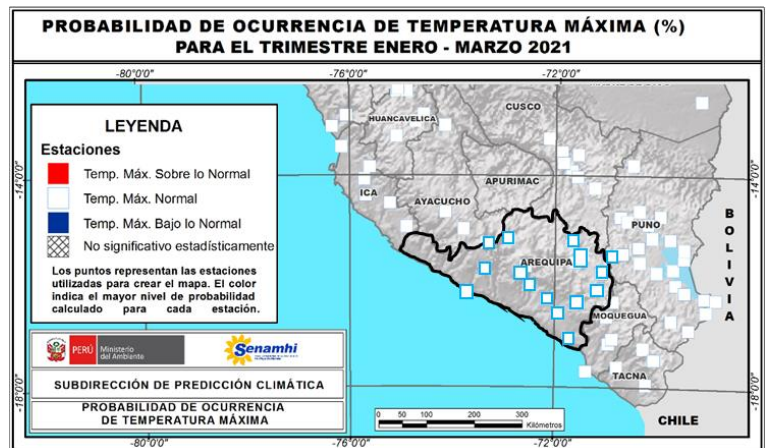 PROBABILIDAD DE OCURRENCIA DE TEMPERATURA MÁXIMA (%)
PARA EL TRIMESTRE ENERO - MARZO 2021
-80°0'0"
-76°0'0"
-72°0'0"
LEYENDA
Estaciones
Temp. Máx. Sobre lo Normal
Temp. Máx. Normal
Temp. Máx. Bajo lo Normal
No significativo estadísticamente
Los puntos representan las estaciones
utilizadas para crear el mapa. El color
indica el mayor nivel de probabilidad
calculado para cada estación.
PERÚ
Ministerio
del Ambiente
Senamhi
SUBDIRECCIÓN DE PREDICCIÓN CLIMÁTICA
PROBABILIDAD DE OCURRENCIA
DE TEMPERATURA MÁXIMA
HUANCAVELICA
CUSCO
ICA
AYACUCHO
APURIMAC
PUNO
AREQUIPA
MOQUEGUA
TACNA
BOLIVIA
CHILE
-14°0'0"
-14°0'0"
-18°0'0"
-18°0'0"
0 50 100 200 300
Kilómetros
-80°0'0"
-76°0'0"
-72°0'0"